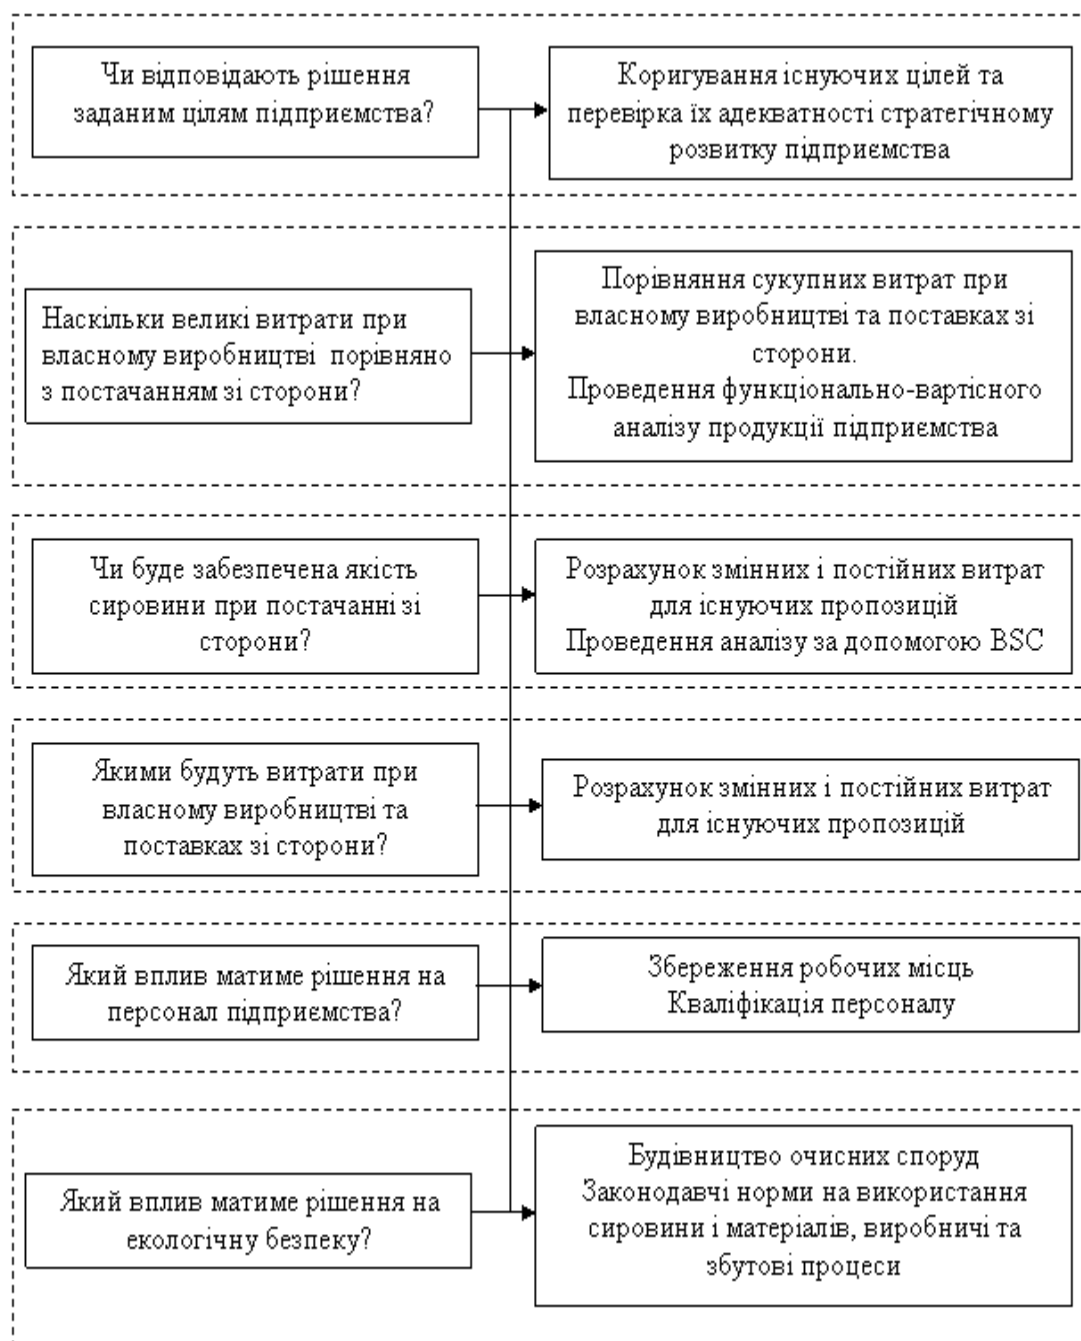 Чи відповідають рішення
заданим цілям підприємства?
Коригування існуючих цілей та
перевірка їх адекватності стратегічному
розвитку підприємства
Наскільки великі витрати при
власному виробництві порівняно
з постачанням зі сторони?
Порівняння сукупних витрат при
власному виробництві та поставках зі
сторони.
Проведення функціонально-вартісного
аналізу продукції підприємства
Чи буде забезпечена якість
сировини при постачанні зі
сторони?
Розрахунок змінних і постійних витрат
для існуючих пропозицій
Проведення аналізу за допомогою BSC
Якими будуть витрати при
власному виробництві та
поставках зі сторони?
Розрахунок змінних і постійних витрат
для існуючих пропозицій
Який вплив матиме рішення на
персонал підприємства?
Збереження робочих місць
Кваліфікація персоналу
Який вплив матиме рішення на
екологічну безпеку?
Будівництво очисних споруд
Законодавчі норми на використання
сировини і матеріалів, виробничі та
збутові процеси